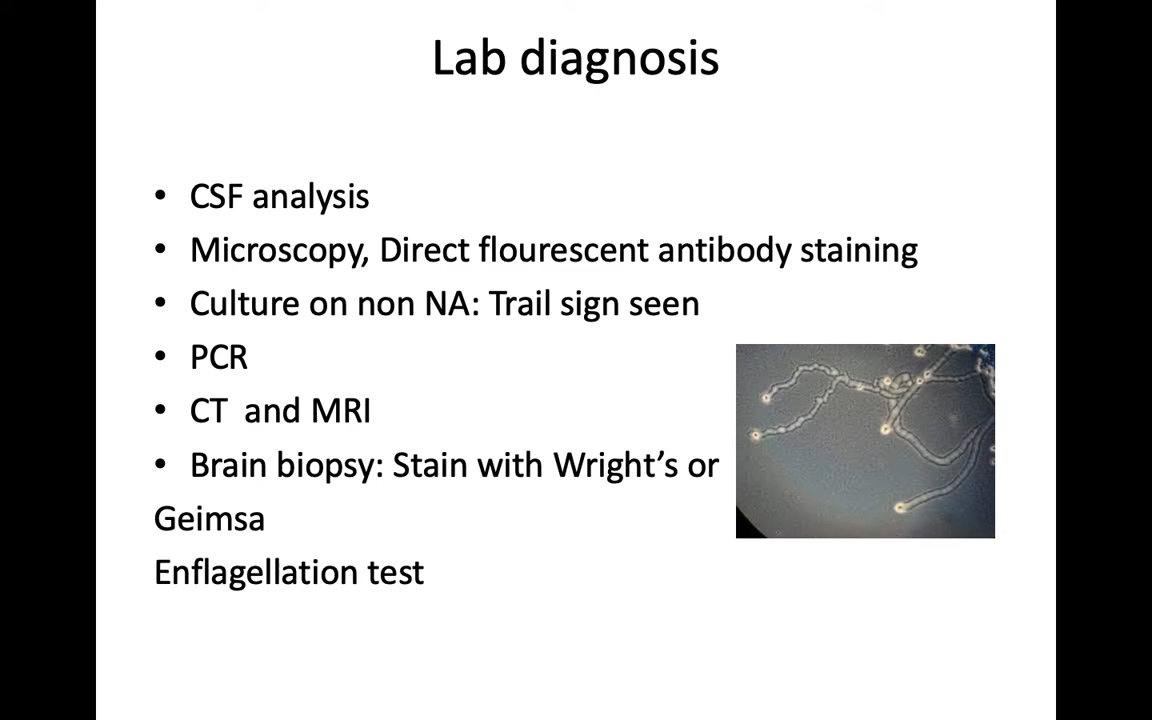 Lab diagnosis
• CSF analysis
• Microscopy, Direct flourescent antibody staining
• Culture on non NA: Trail sign seen
• PCR
• CT  and MRI
• Brain biopsy: Stain with Wright’s or
Geimsa
Enflagellation test